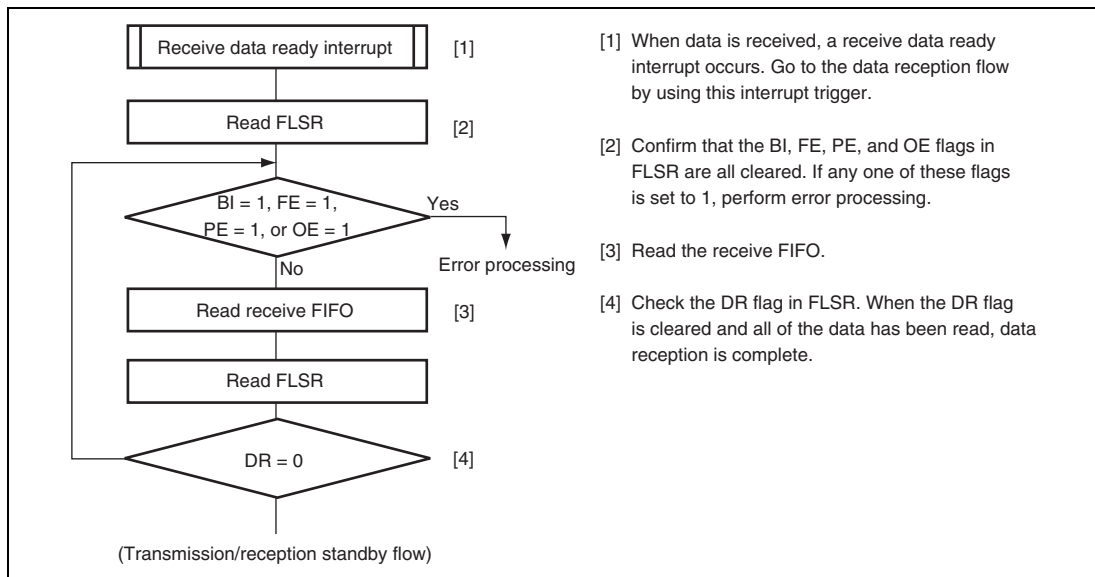 Receive data ready interrupt
[1]
Read FLSR
[2]
BI = 1, FE = 1,
PE = 1, or OE = 1
Yes
Error processing
No
Read receive FIFO
[3]
Read FLSR
DR = 0
[4]
(Transmission/reception standby flow)
[1] When data is received, a receive data ready
interrupt occurs. Go to the data reception flow
by using this interrupt trigger.
[2] Confirm that the BI, FE, PE, and OE flags in
FLSR are all cleared. If any one of these flags
is set to 1, perform error processing.
[3] Read the receive FIFO.
[4] Check the DR flag in FLSR. When the DR flag
is cleared and all of the data has been read, data
reception is complete.